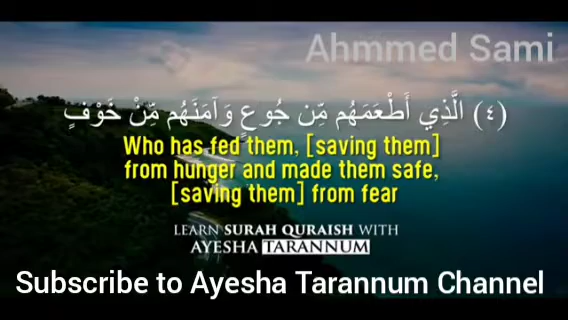 Ahmmed Sami
(٤) الَّذِي أَطْعَمَهُم مِّن جُوعٍ وَآمَنَهُم مِّنْ خَوْفٍ
Who has fed them, [saving them]
from hunger and made them safe,
[saving them] from fear
LEARN SURAH QURAISH WITH
AYESHA TARANNUM
Subscribe to Ayesha Tarannum Channel